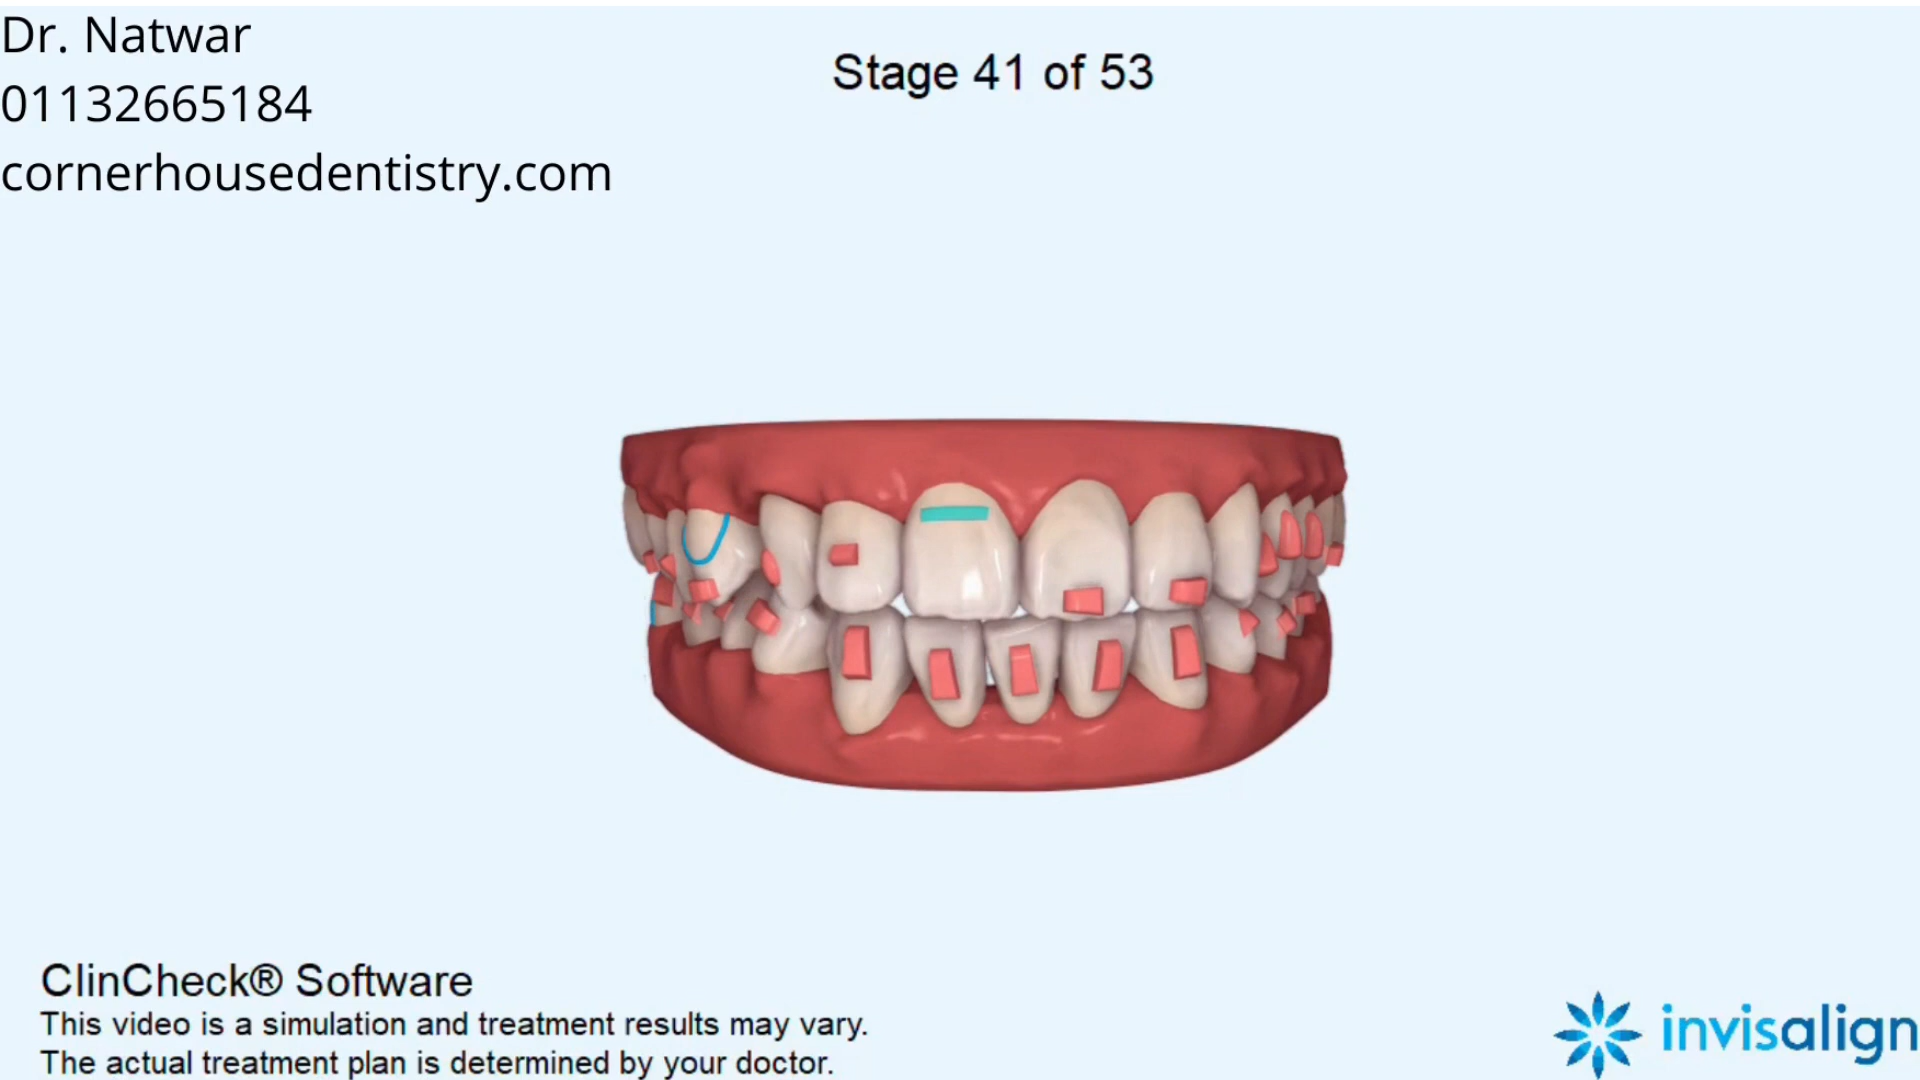 Dr. Natwar
01132665184
cornerhousedentistry.com
Stage 41 of 53
ClinCheck® Software
This video is a simulation and treatment results may vary.
The actual treatment plan is determined by your doctor.
invisalign